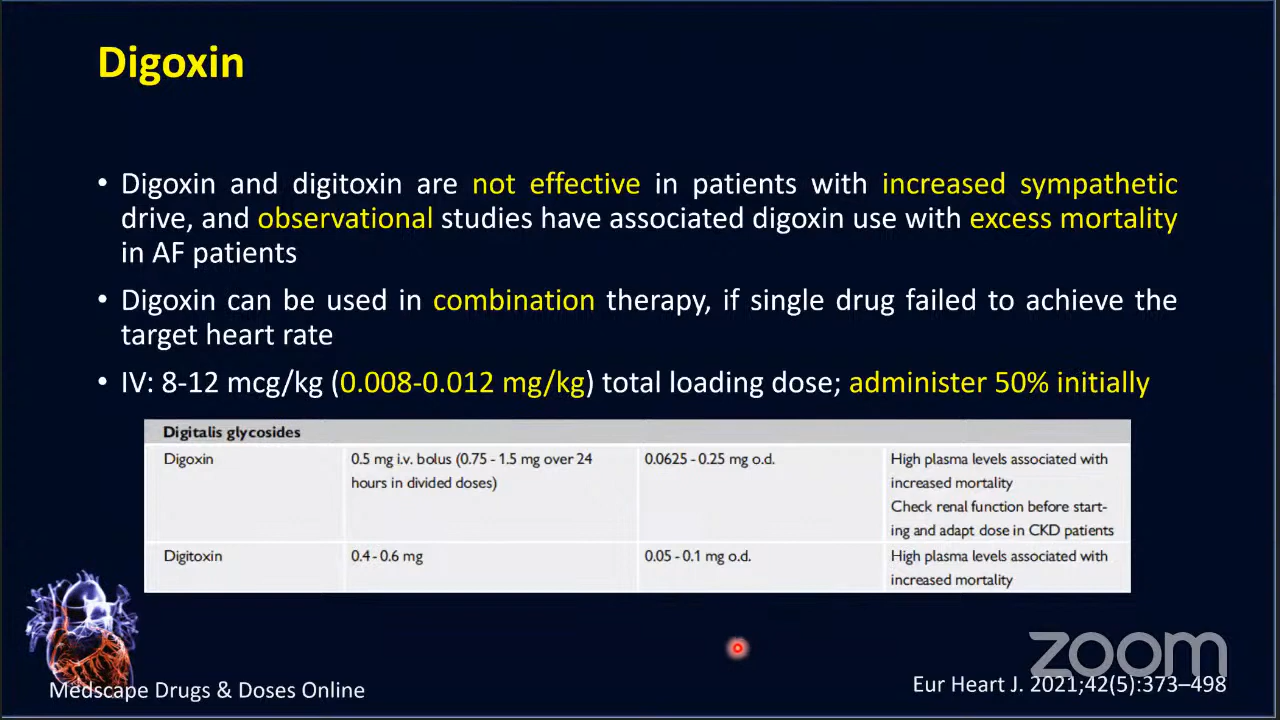 Digoxin
• Digoxin and digitoxin are not effective in patients with increased sympathetic
drive, and observational studies have associated digoxin use with excess mortality
in AF patients
• Digoxin can be used in combination therapy, if single drug failed to achieve the
target heart rate
• IV: 8-12 mcg/kg (0.008-0.012 mg/kg) total loading dose; administer 50% initially
Digitalis glycosides
Digoxin
0.5 mg i.v. bolus (0.75 - 1.5 mg over 24
hours in divided doses)
0.0625 - 0.25 mg o.d.
High plasma levels associated with
increased mortality
Check renal function before start-
ing and adapt dose in CKD patients
Digitoxin
0.4 - 0.6 mg
0.05 - 0.1 mg o.d.
High plasma levels associated with
increased mortality
zoom
Medscape Drugs & Doses Online
Eur Heart J. 2021;42(5):373–498